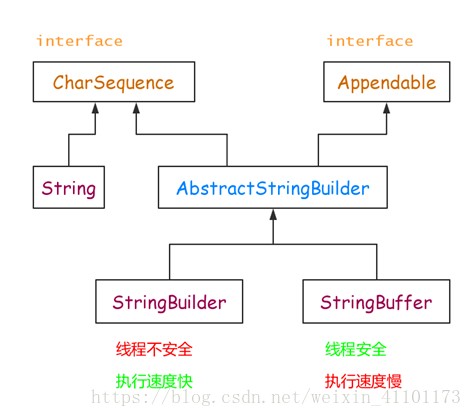 interface interface
CharSequence Appendable
String AbstractStringBuilder
StringBuilder StringBuffer
线程不安全 线程安全
执行速度快 执行速度慢
https://blog.csdn.net/weixin_41101173